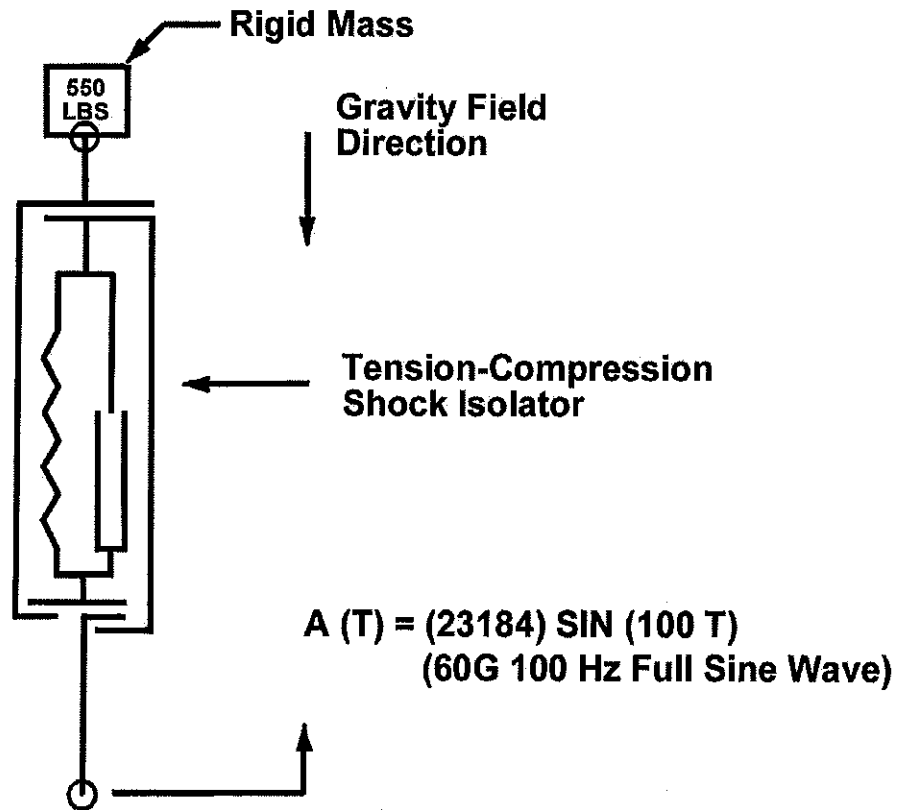 Rigid Mass
550
LBS
Gravity Field
Direction
Tension-Compression
Shock Isolator
A (T) = (23184) SIN (100 T)
(60G 100 Hz Full Sine Wave)